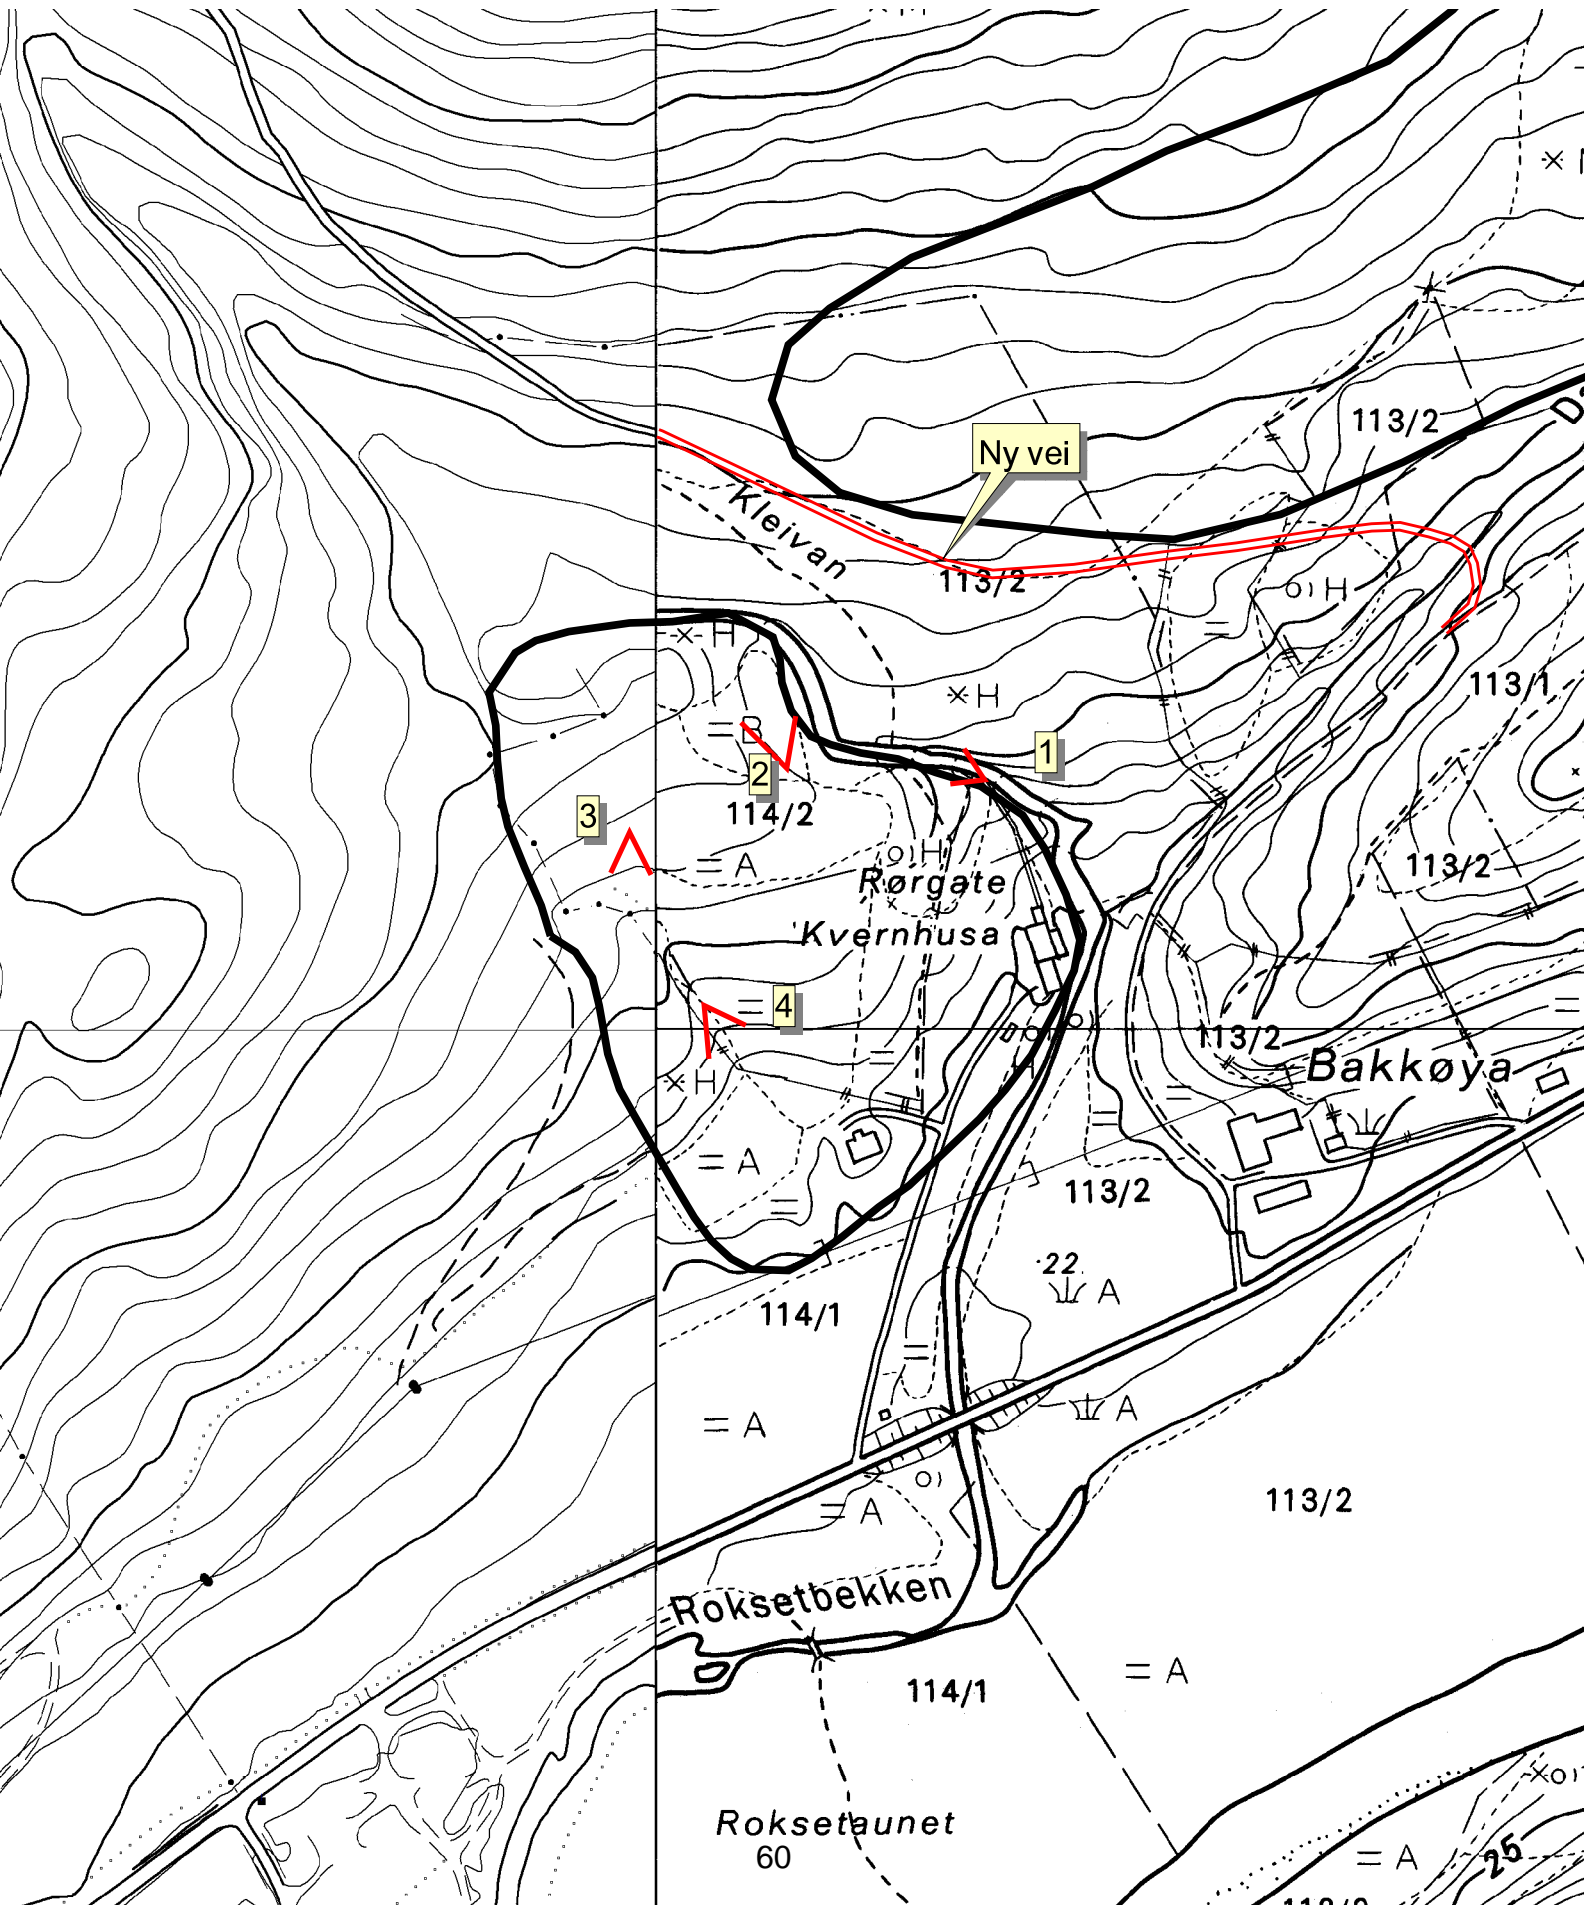 113/2
Ny vei
Kleivan
113/2
H
H
113/1
H
B
1
2
3
114/2
A
H
113/2
Rørgate
Kvernhusa
4
113/2
Bakkøya
H
H
A
113/2
22
A
114/1
A
A
A
113/2
Roksetbekken
A
114/1
Roksetaunet
60
A
25